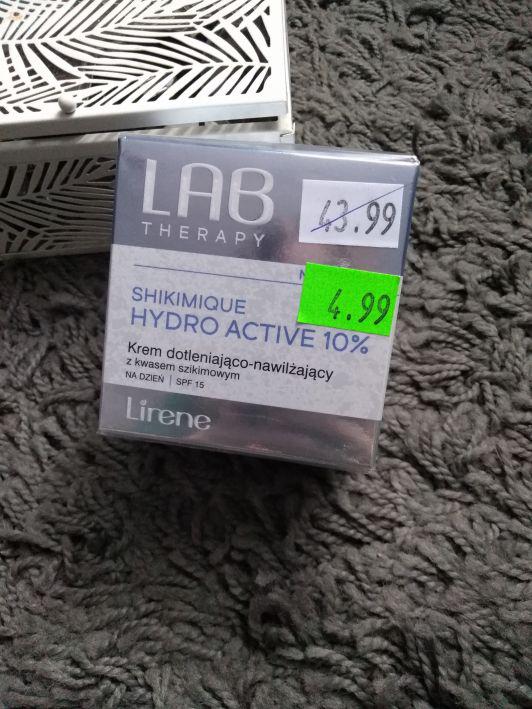 LAB
THERAPY
43.99
4.99
SHIKIMIQUE
HYDRO ACTIVE 10%
Krem dotleniająco-nawilżający
z kwasem szikimowym
NA DZIEŃ | SPF 15
Lirene